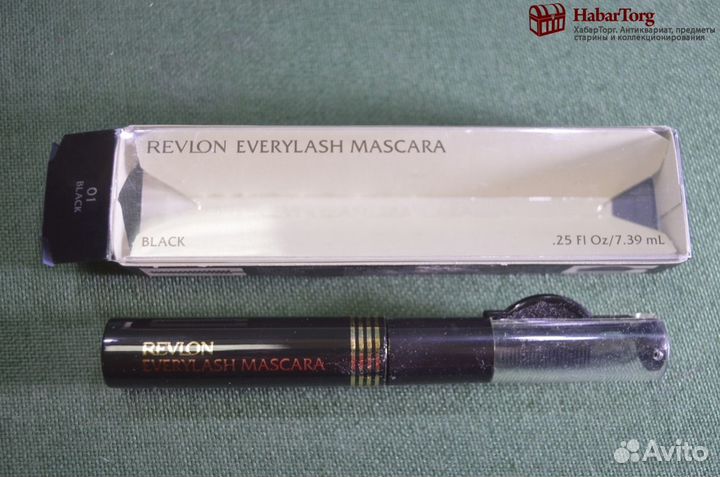 HabarTorg
ХабарТорг. Антиквариат, предметы
старины и коллекционирования
REVLON EVERYLASH MASCARA
01
BLACK
BLACK
.25 Fl Oz/7.39 mL
REVLON
EVERYLASH MASCARA
Avito